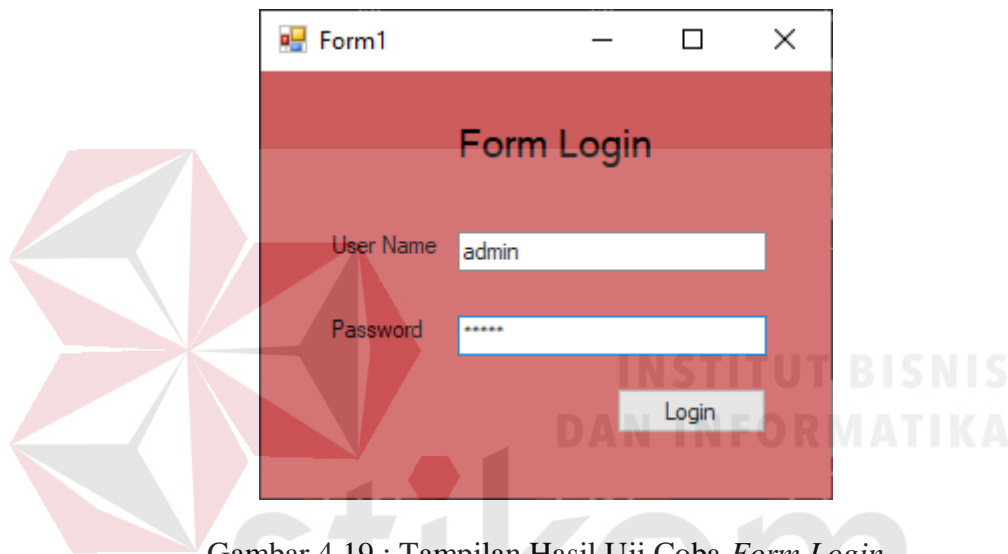 Form1
Form Login
User Name admin
Password *****
INSTITUT BISNIS
Login
DAN INFORMATIKA
stikom
Gambar 4.19 : Tampilan Hasil Uji Coba Form Login